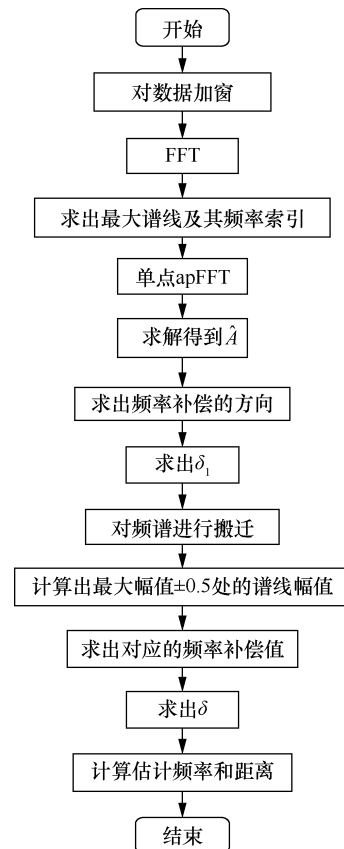 开始
对数据加窗
FFT
求出最大谱线及其频率索引
单点apFFT
求解得到Â
求出频率补偿的方向
求出δ₁
对频谱进行搬迁
计算出最大幅值±0.5处的谱线幅值
求出对应的频率补偿值
求出δ
计算估计频率和距离
结束